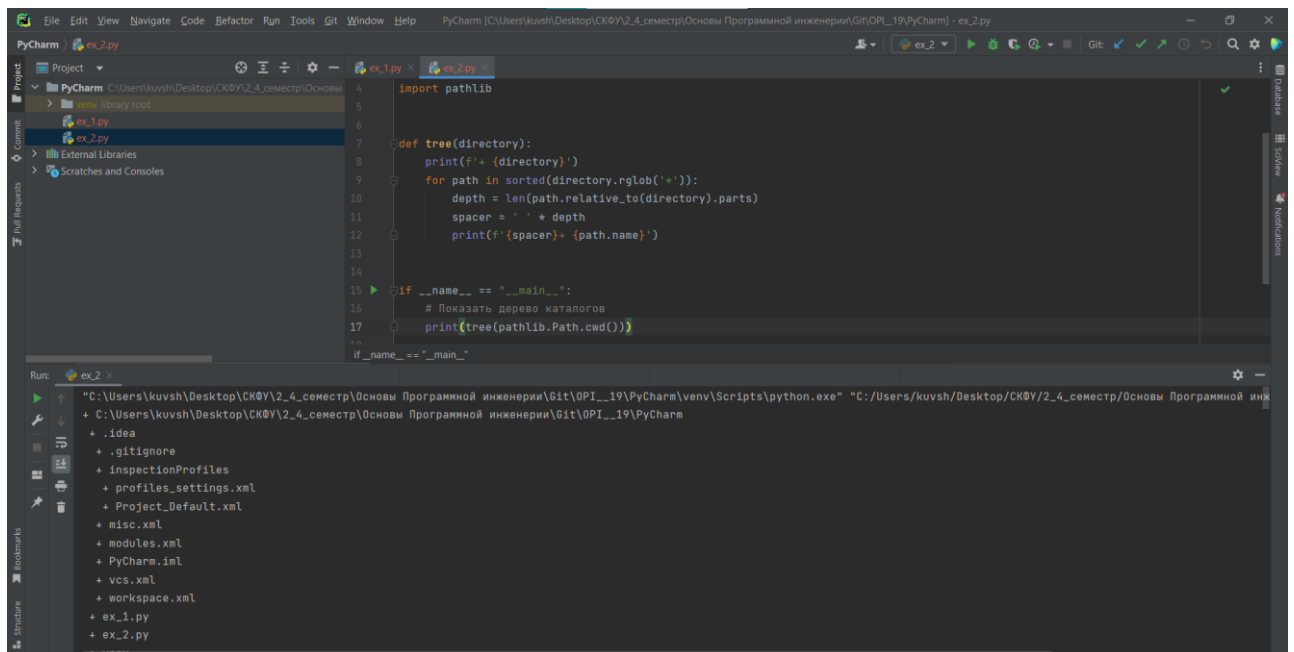 File Edit View Navigate Code Refactor Run Tools Git Window Help PyCharm [C:\Users\kuvsh\Desktop\СКФУ\2_4_семестр\Основы Программной инженерии\Git\OPI__19\PyCharm] - ex_2.py
PyCharm ex_2.py ex_2 Git:
Project ex_1.py ex_2.py
PyCharm C:\Users\kuvsh\Desktop\СКФУ\2_4_семестр\Основы
venv library root
ex_1.py
ex_2.py
External Libraries
Scratches and Consoles
Project
Commit
Pull Requests
Bookmarks
Structure
4 import pathlib
5
6
7 def tree(directory):
8 print(f'+ {directory}')
9 for path in sorted(directory.rglob('*')):
10 depth = len(path.relative_to(directory).parts)
11 spacer = ' ' * depth
12 print(f'{spacer}+ {path.name}')
13
14
15 if __name__ == "__main__":
16 # Показать дерево каталогов
17 print(tree(pathlib.Path.cwd()))
if __name__ == "__main__"
Database
SciView
Notifications
Run: ex_2
"C:\Users\kuvsh\Desktop\СКФУ\2_4_семестр\Основы Программной инженерии\Git\OPI__19\PyCharm\venv\Scripts\python.exe" "C:/Users/kuvsh/Desktop/СКФУ/2_4_семестр/Основы Программной инж
+ C:\Users\kuvsh\Desktop\СКФУ\2_4_семестр\Основы Программной инженерии\Git\OPI__19\PyCharm
+ .idea
+ .gitignore
+ inspectionProfiles
+ profiles_settings.xml
+ Project_Default.xml
+ misc.xml
+ modules.xml
+ PyCharm.iml
+ vcs.xml
+ workspace.xml
+ ex_1.py
+ ex_2.py